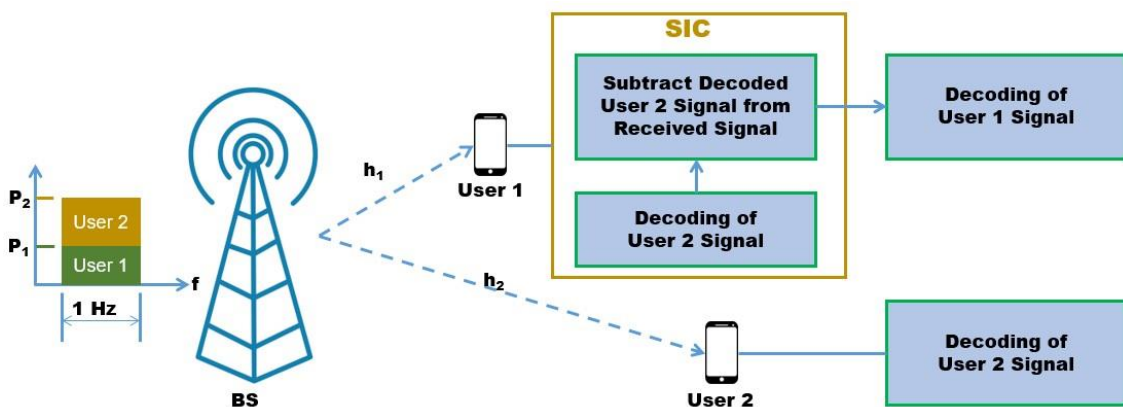 SIC
Subtract Decoded
User 2 Signal from
Received Signal
Decoding of
User 1 Signal
h₁
User 1
Decoding of
User 2 Signal
P₂
User 2
P₁
User 1
f
1 Hz
h₂
BS
User 2
Decoding of
User 2 Signal